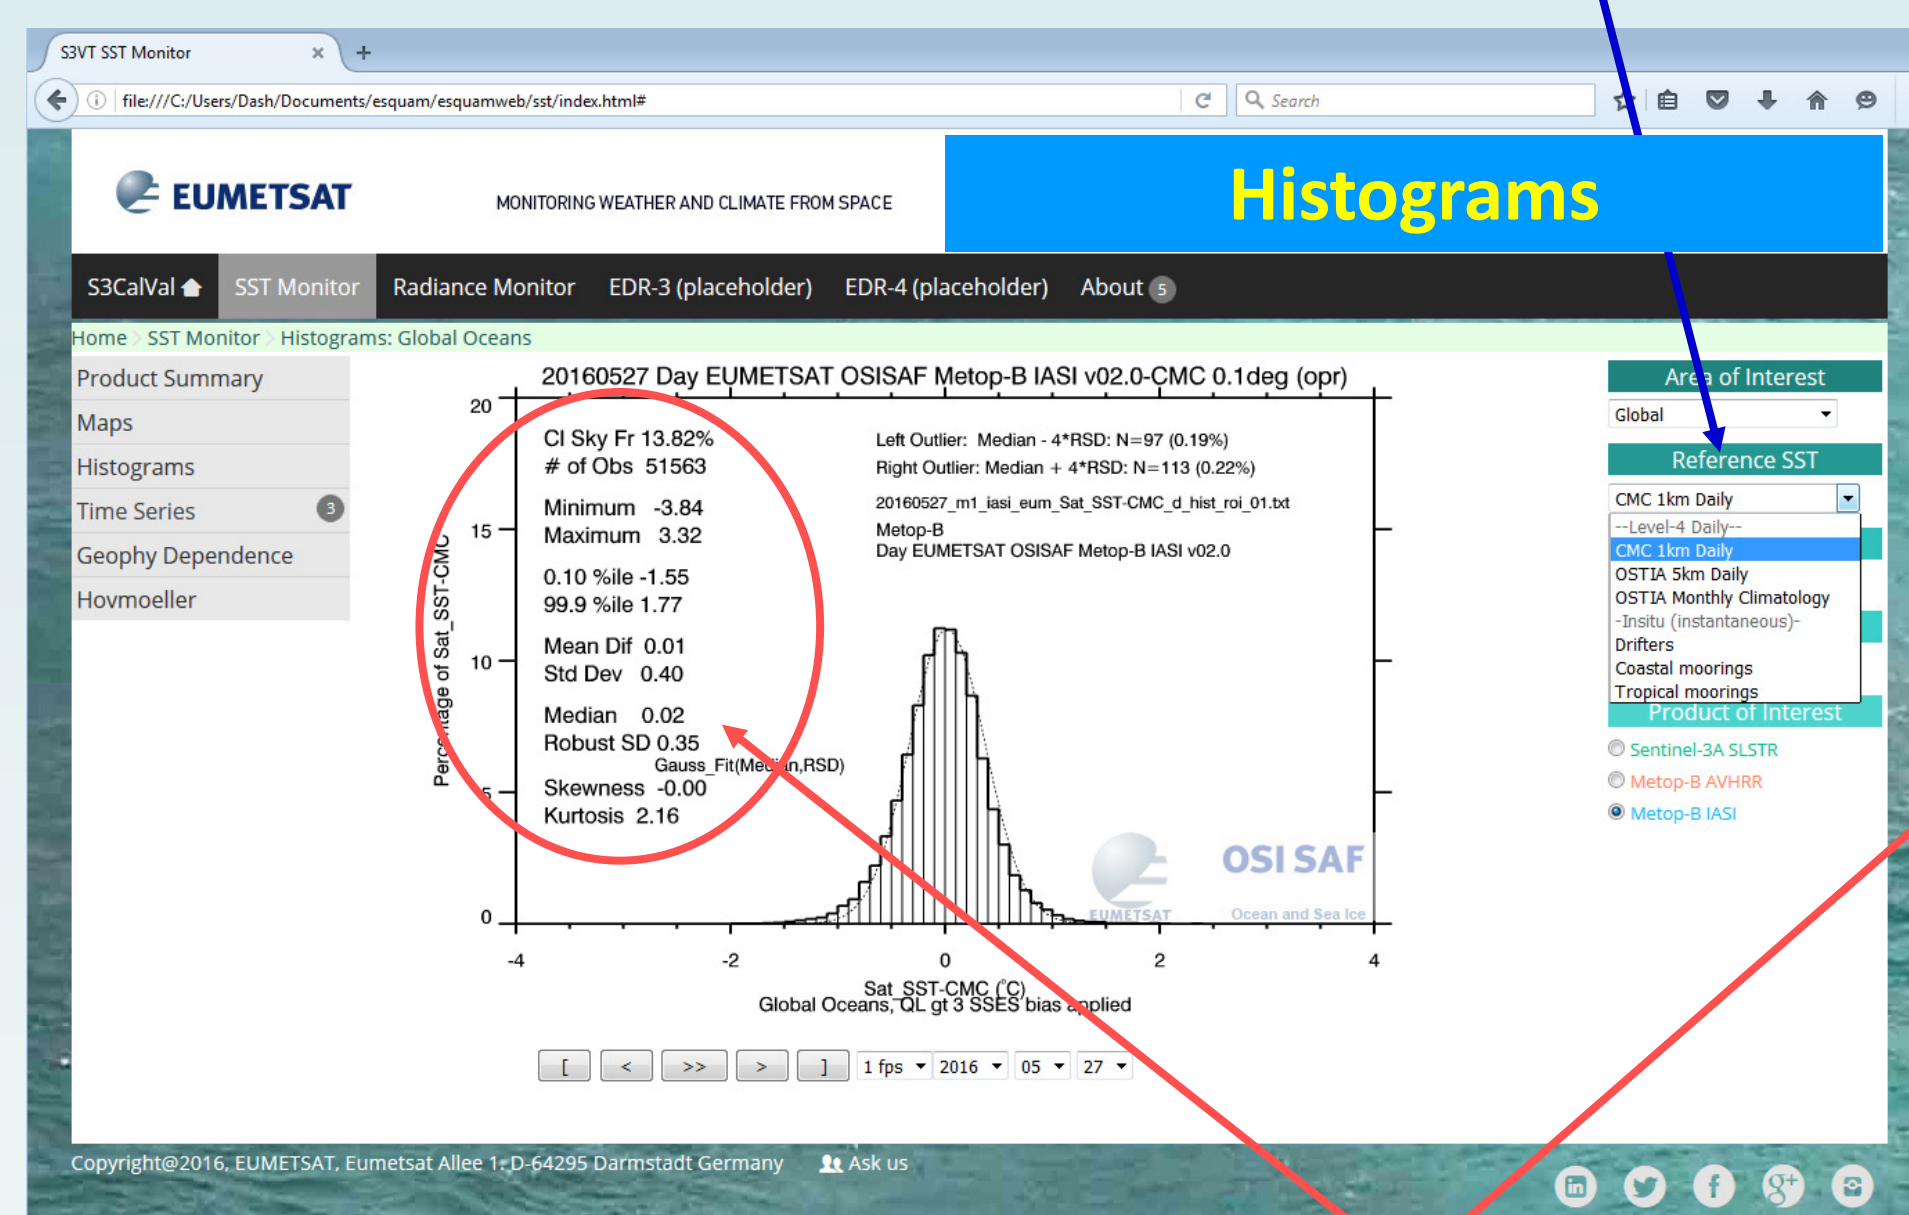 S3VT SST Monitor
file:///C:/Users/Dash/Documents/esquam/esquamweb/sst/index.html#
Search
EUMETSAT
MONITORING WEATHER AND CLIMATE FROM SPACE
Histograms
S3CalVal SST Monitor Radiance Monitor EDR-3 (placeholder) EDR-4 (placeholder) About 5
Home > SST Monitor > Histograms: Global Oceans
Product Summary
Maps
Histograms
Time Series 3
Geophy Dependence
Hovmoeller
20160527 Day EUMETSAT OSISAF Metop-B IASI v02.0-CMC 0.1deg (opr)
Percentage of Sat_SST-CMC
20
15
10
5
0
Cl Sky Fr 13.82%
# of Obs 51563
Minimum -3.84
Maximum 3.32
0.10 %ile -1.55
99.9 %ile 1.77
Mean Dif 0.01
Std Dev 0.40
Median 0.02
Robust SD 0.35
Gauss_Fit(Median,RSD)
Skewness -0.00
Kurtosis 2.16
Left Outlier: Median - 4*RSD: N=97 (0.19%)
Right Outlier: Median + 4*RSD: N=113 (0.22%)
20160527_m1_iasi_eum_Sat_SST-CMC_d_hist_roi_01.txt
Metop-B
Day EUMETSAT OSISAF Metop-B IASI v02.0
EUMETSAT
OSI SAF
Ocean and Sea Ice
-4 -2 0 2 4
Sat_SST-CMC (°C)
Global Oceans, QL gt 3 SSES bias applied
[ < >> > ] 1 fps 2016 05 27
Area of Interest
Global
Reference SST
CMC 1km Daily
--Level-4 Daily--
CMC 1km Daily
OSTIA 5km Daily
OSTIA Monthly Climatology
-Insitu (instantaneous)-
Drifters
Coastal moorings
Tropical moorings
Product of Interest
Sentinel-3A SLSTR
Metop-B AVHRR
Metop-B IASI
Copyright@2016, EUMETSAT, Eumetsat Allee 1, D-64295 Darmstadt Germany
Ask us